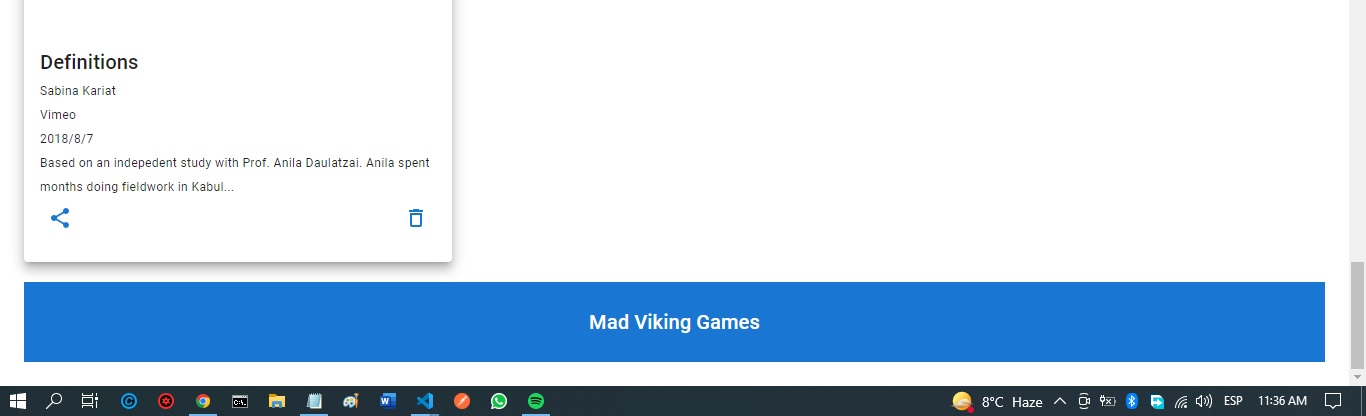 Definitions
Sabina Kariat
Vimeo
2018/8/7
Based on an indepedent study with Prof. Anila Daulatzai. Anila spent
months doing fieldwork in Kabul...
Mad Viking Games
8°C Haze ESP 11:36 AM